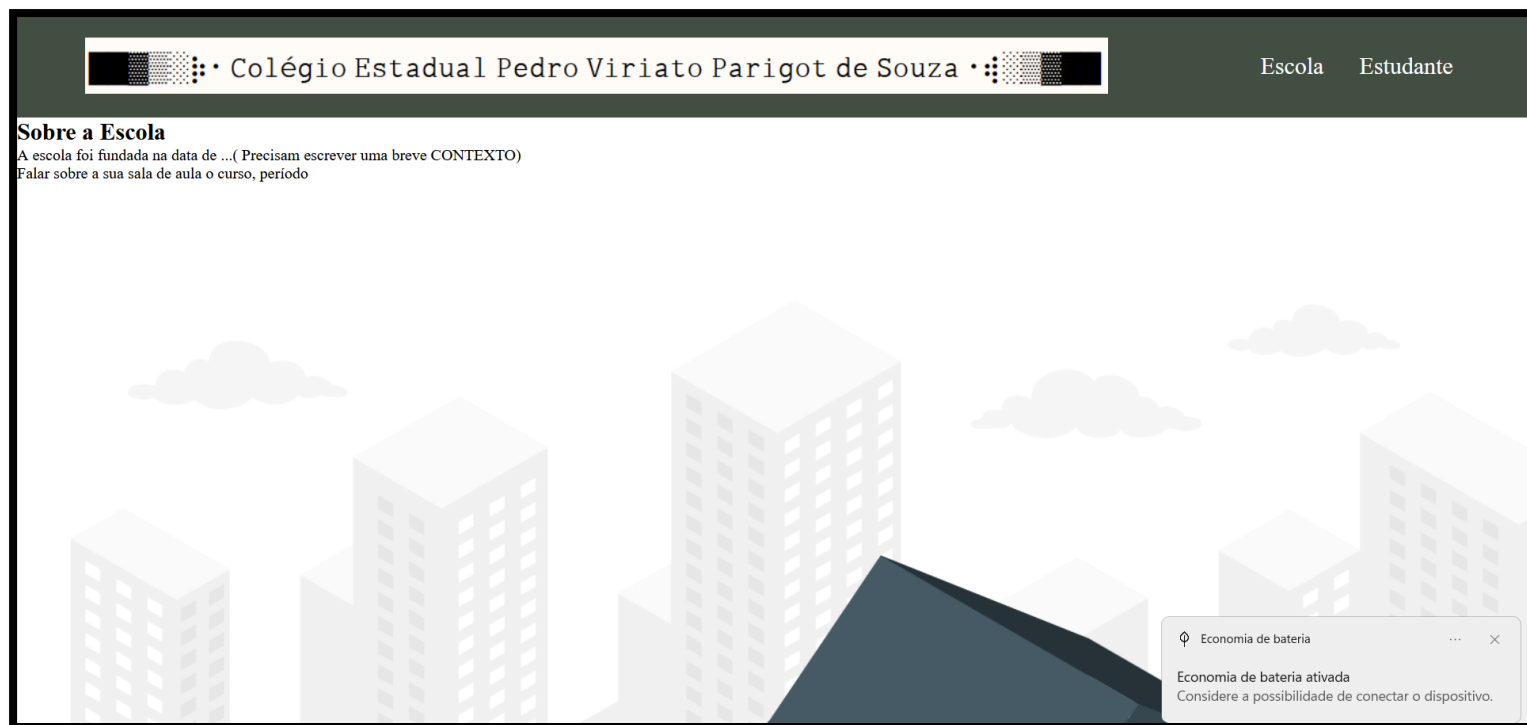 Colégio Estadual Pedro Viriato Parigot de Souza
Escola
Estudante
Sobre a Escola
A escola foi fundada na data de ...( Precisam escrever uma breve CONTEXTO)
Falar sobre a sua sala de aula o curso, período
Economia de bateria
Economia de bateria ativada
Considere a possibilidade de conectar o dispositivo.